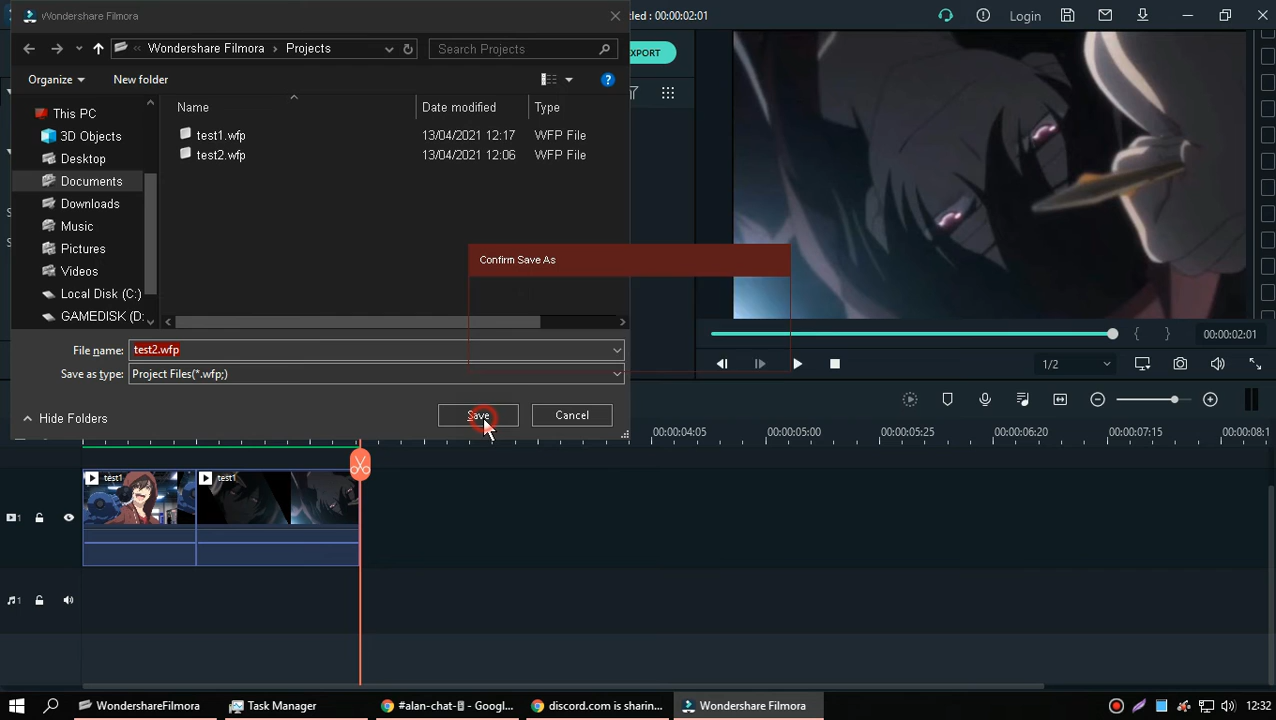 Wondershare Filmora
titled : 00:00:02:01
Login
Wondershare Filmora
Projects
Search Projects
XPORT
Organize
New folder
This PC
3D Objects
Desktop
Documents
Downloads
Music
Pictures
Videos
Local Disk (C:)
GAMEDISK (D:
Name
Date modified
Type
test1.wfp
13/04/2021 12:17
WFP File
test2.wfp
13/04/2021 12:06
WFP File
Confirm Save As
File name:
test2.wfp
Save as type:
Project Files(*.wfp;)
Hide Folders
Save
Cancel
00:00:02:01
1/2
00:00:04:05
00:00:05:00
00:00:05:20
00:00:06:20
00:00:07:15
00:00:08:1
test1
test1
1
1
WondershareFilmora
Task Manager
#alah-chat- - Googl...
discord.com is sharin...
Wondershare Filmora
12:32